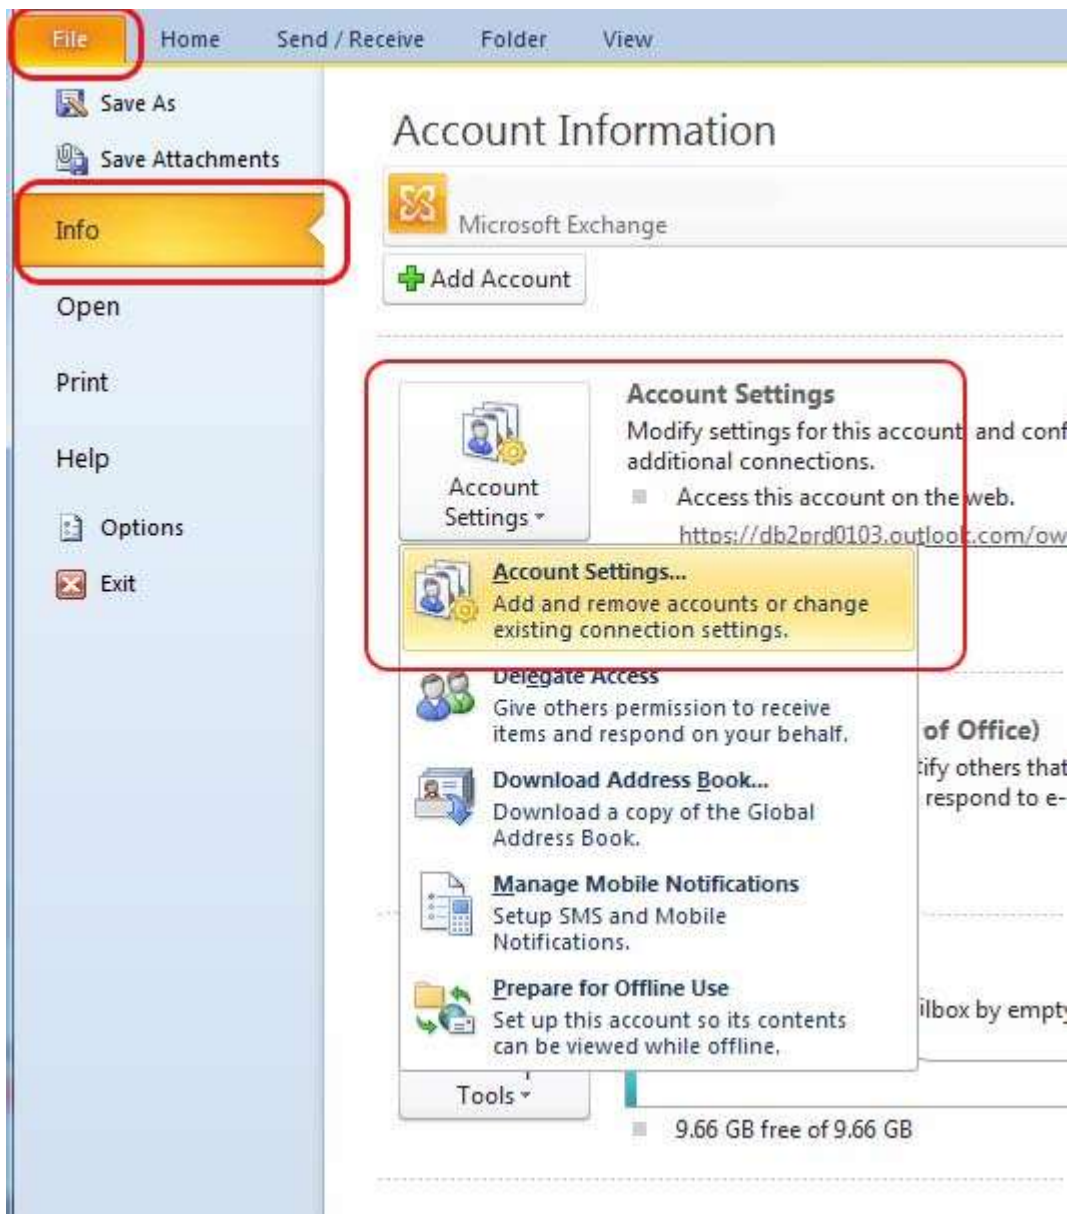 File Home Send / Receive Folder View
Save As
Save Attachments
Info
Open
Print
Help
Options
Exit
Account Information
Microsoft Exchange
Add Account
Account
Settings
Account Settings
Modify settings for this account, and conf
additional connections.
Access this account on the web.
https://db2prd0103.outlook.com/ow
Account Settings...
Add and remove accounts or change
existing connection settings.
Delegate Access
Give others permission to receive
items and respond on your behalf.
Download Address Book...
Download a copy of the Global
Address Book.
Manage Mobile Notifications
Setup SMS and Mobile
Notifications.
Prepare for Offline Use
Set up this account so its contents
can be viewed while offline.
of Office)
ify others that
respond to e-
ilbox by empty
Tools
9.66 GB free of 9.66 GB